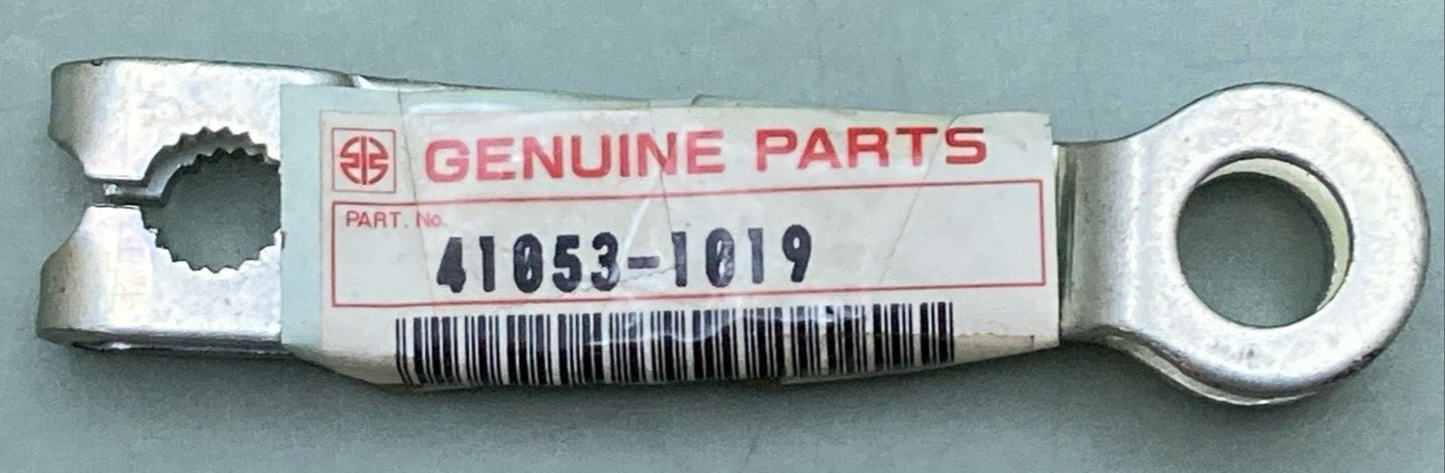 GENUINE PARTS
PART. No.
41053-1019